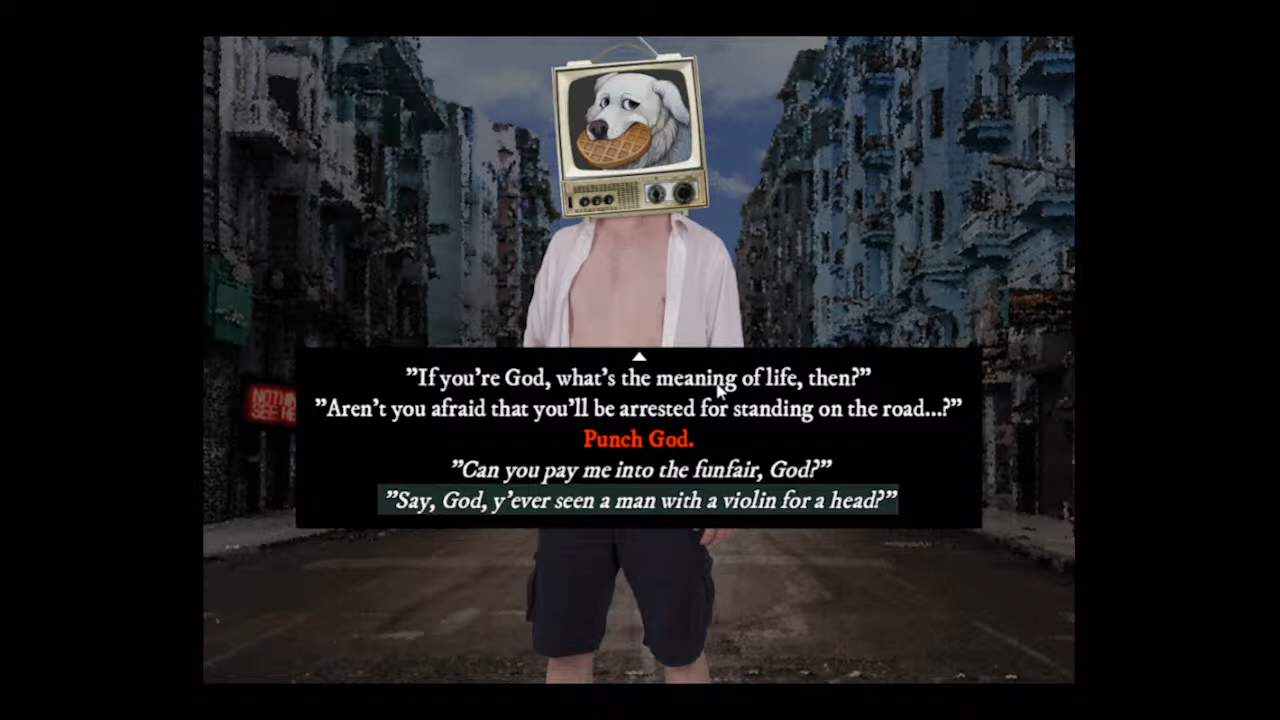 "If you're God, what's the meaning of life, then?"
"Aren't you afraid that you'll be arrested for standing on the road...?"
Punch God.
"Can you pay me into the funfair, God?"
"Say, God, y'ever seen a man with a violin for a head?"